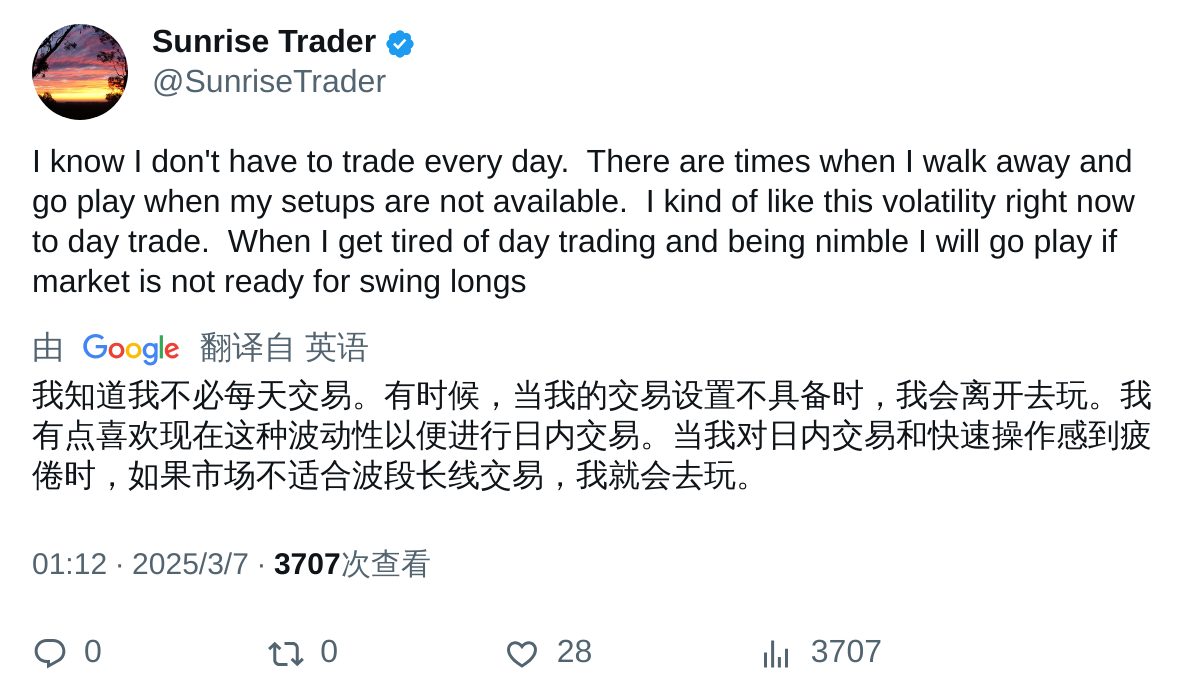 Sunrise Trader
@SunriseTrader
I know I don't have to trade every day.  There are times when I walk away and
go play when my setups are not available.  I kind of like this volatility right now
to day trade.  When I get tired of day trading and being nimble I will go play if
market is not ready for swing longs
由 Google 翻译自 英语
我知道我不必每天交易。有时候，当我的交易设置不具备时，我会离开去玩。我
有点喜欢现在这种波动性以便进行日内交易。当我对日内交易和快速操作感到疲
倦时，如果市场不适合波段长线交易，我就会去玩。
01:12 · 2025/3/7 · 3707次查看
0 0 28 3707